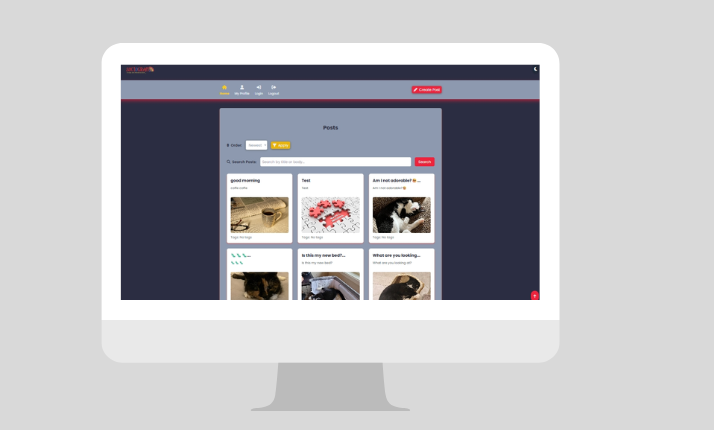 Home My Profile Login Logout
Create Post
Posts
Order:
Newest
Apply
Search Posts:
Search by title or body...
Search
good morning
Test
Am I not adorable? ...
Test
Am I not adorable?
Tags: No tags
Tags: No tags
Tags: No tags
Is this my new bed?...
What are you looking...
Is this my new bed?
What are you looking at?